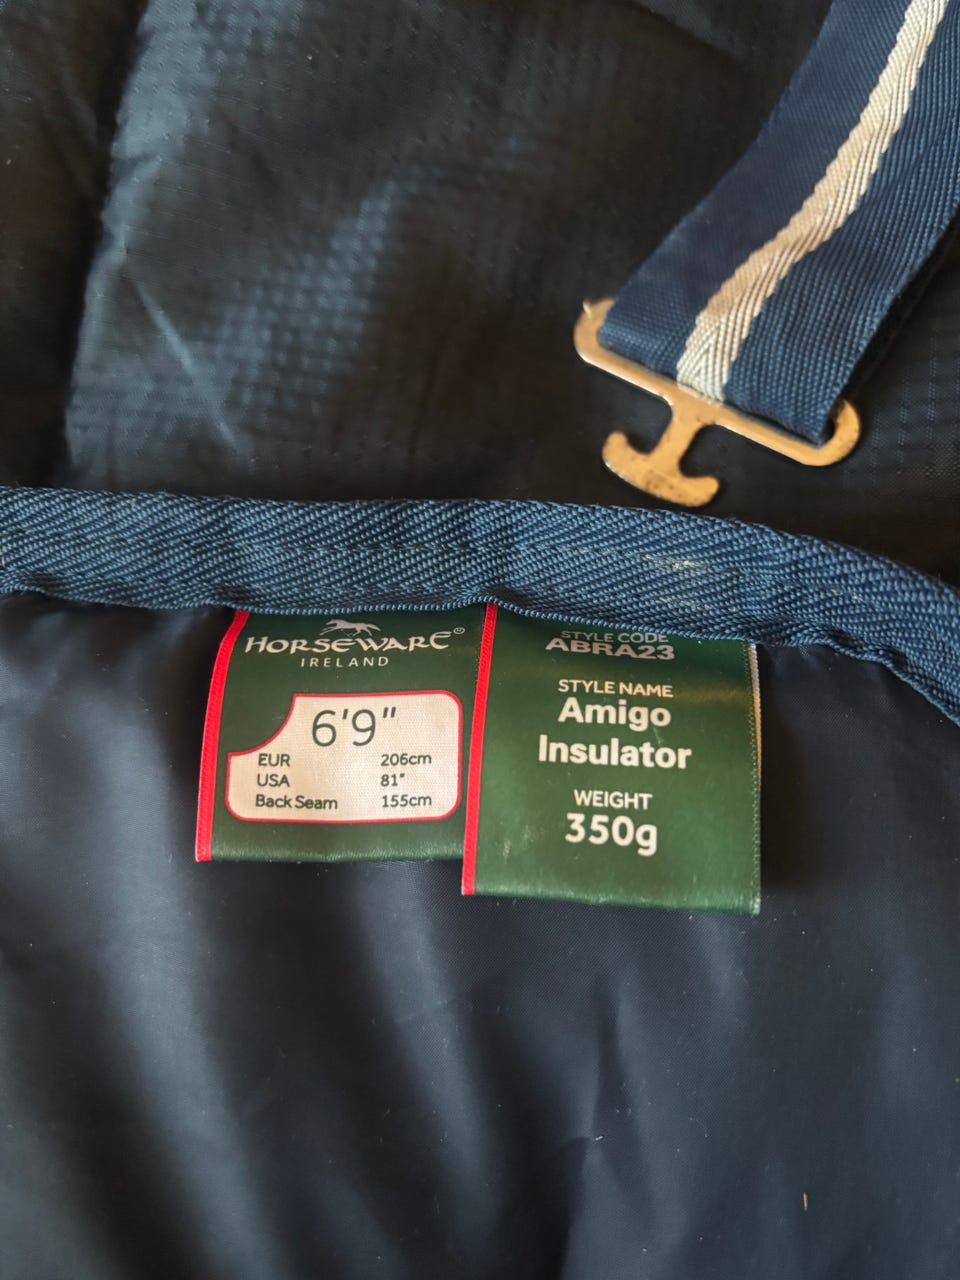 HORSEWARE®
IRELAND
6'9"
EUR 206cm
USA 81"
Back Seam 155cm
STYLE CODE
ABRA23
STYLE NAME
Amigo
Insulator
WEIGHT
350g